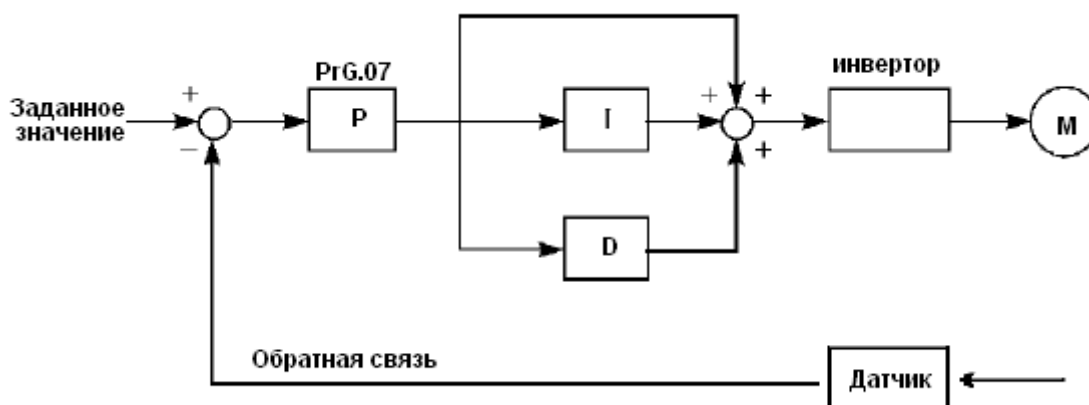 PrG.07
инвертор
Заданное
значение
+
−
P
I
D
+
+
+
M
Обратная связь
Датчик